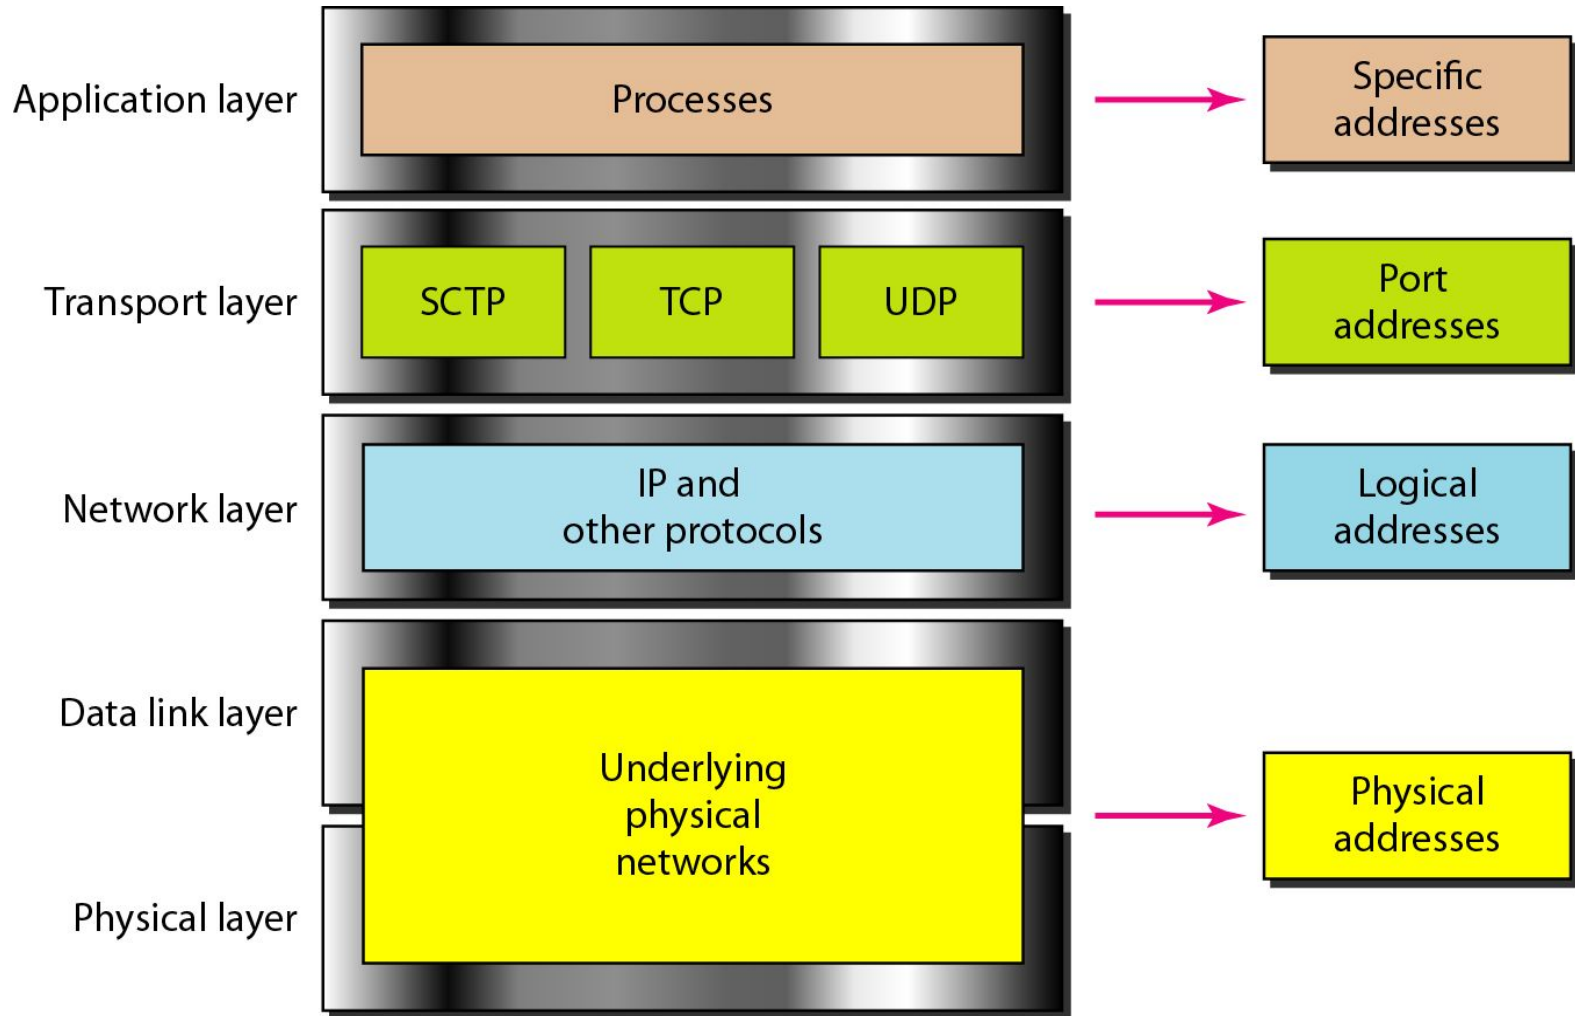 Application layer
Processes
Specific
addresses
Transport layer
SCTP
TCP
UDP
Port
addresses
Network layer
IP and
other protocols
Logical
addresses
Data link layer
Underlying
physical
networks
Physical
addresses
Physical layer